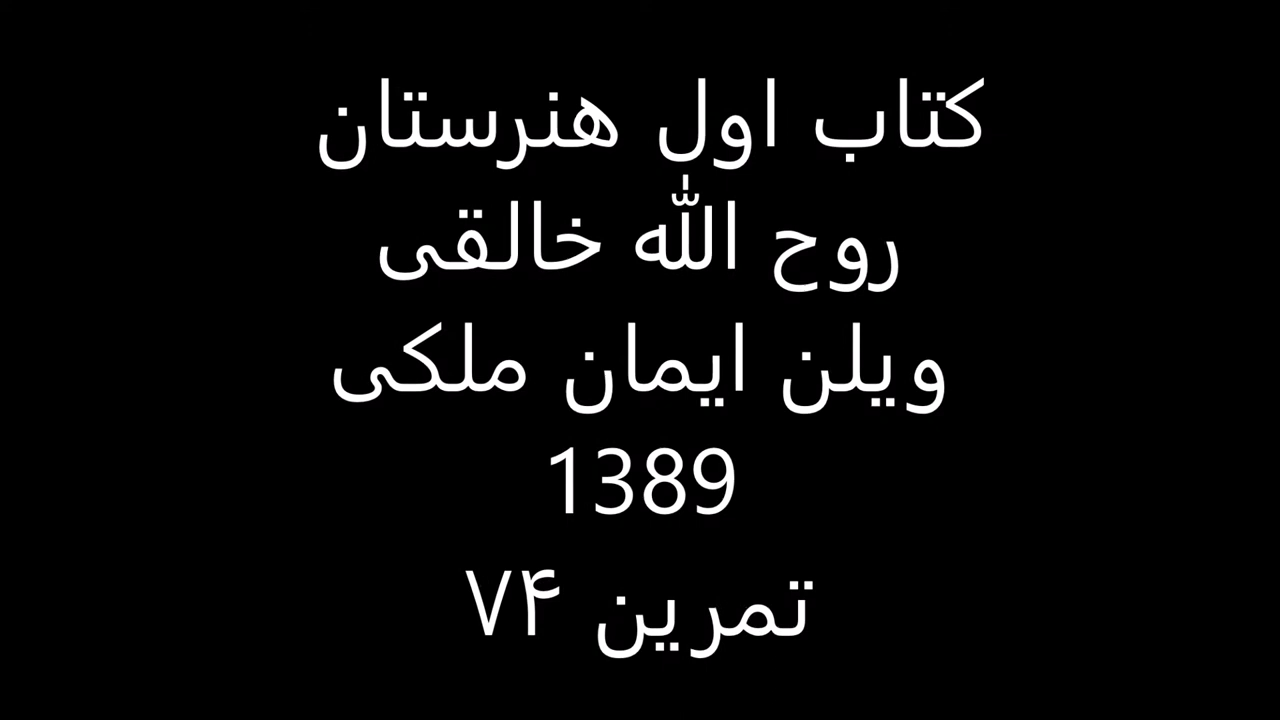 کتاب اول هنرستان
روح الله خالقی
ویلن ایمان ملکی
1389
تمرین ۷۴